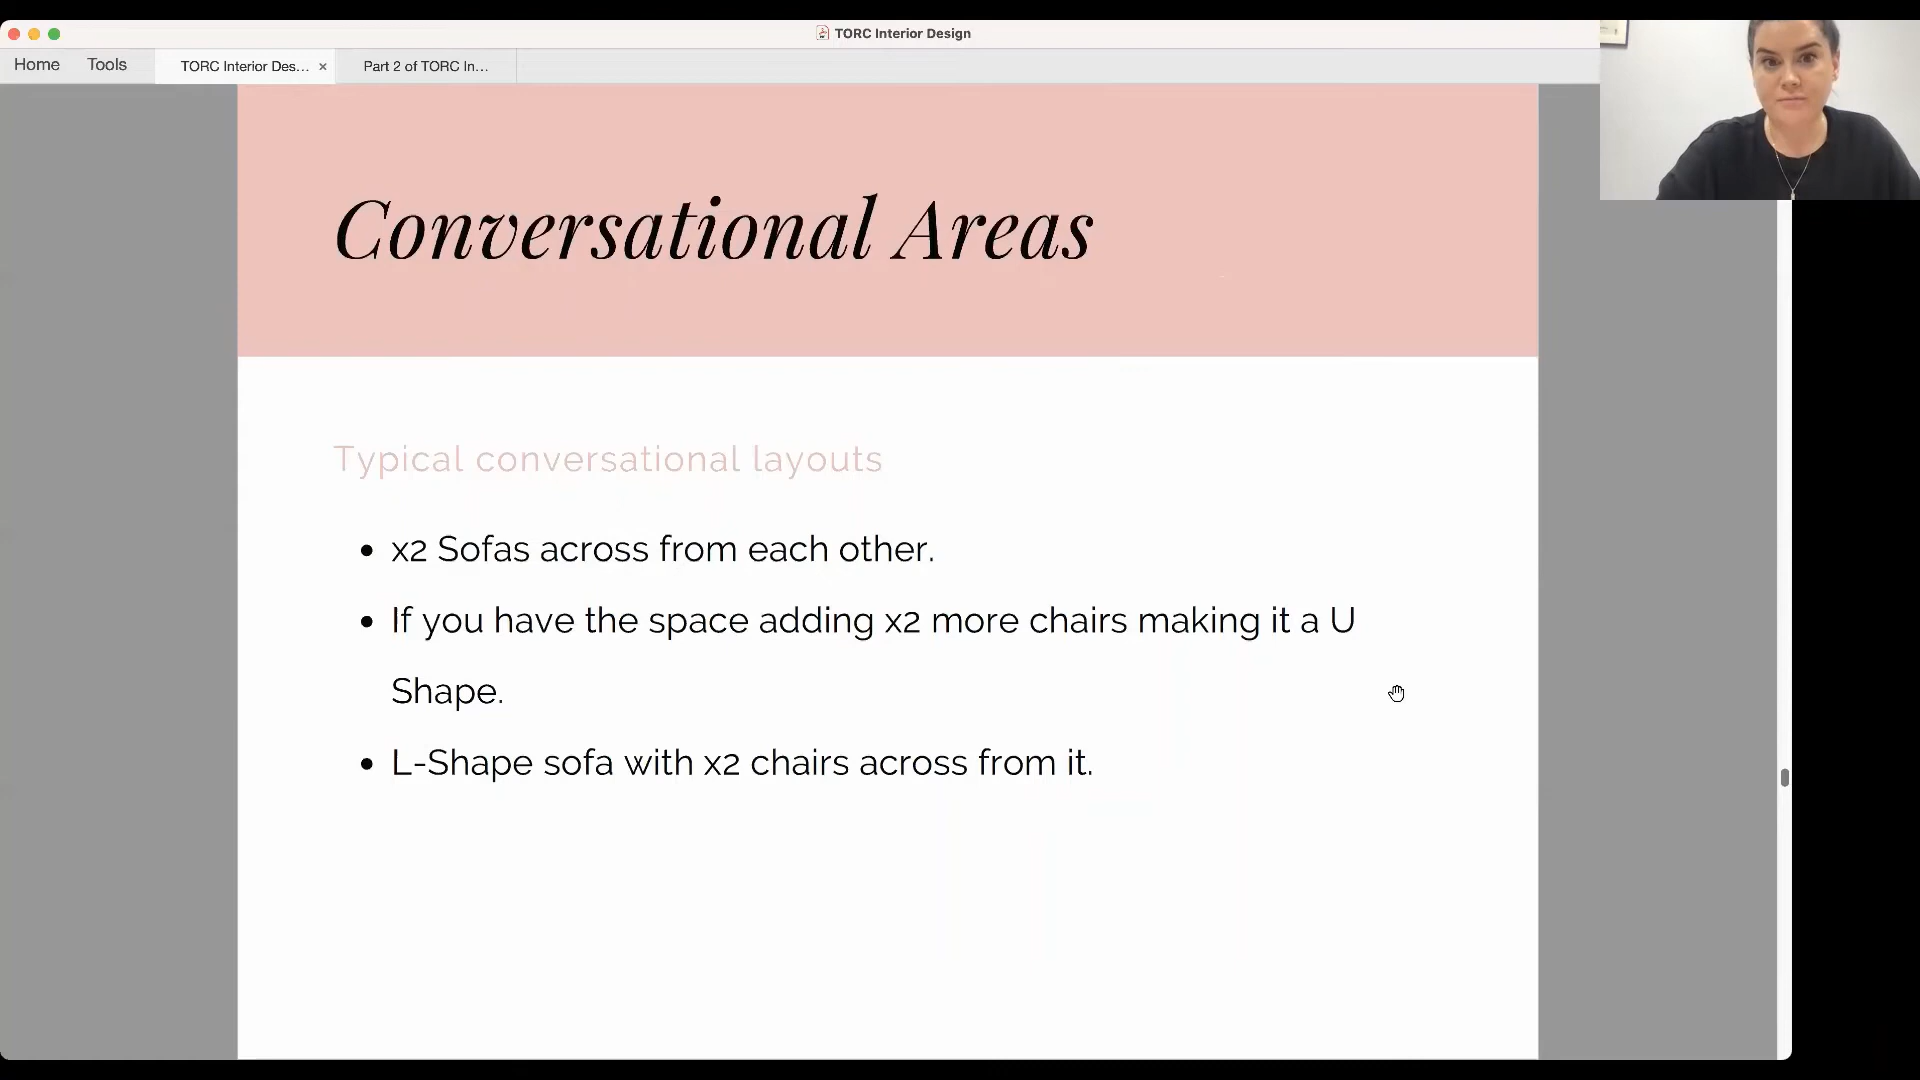 TORC Interior Design
Home Tools TORC Interior Des... × Part 2 of TORC In...
Conversational Areas
Typical conversational layouts
• x2 Sofas across from each other.
• If you have the space adding x2 more chairs making it a U
Shape.
• L-Shape sofa with x2 chairs across from it.